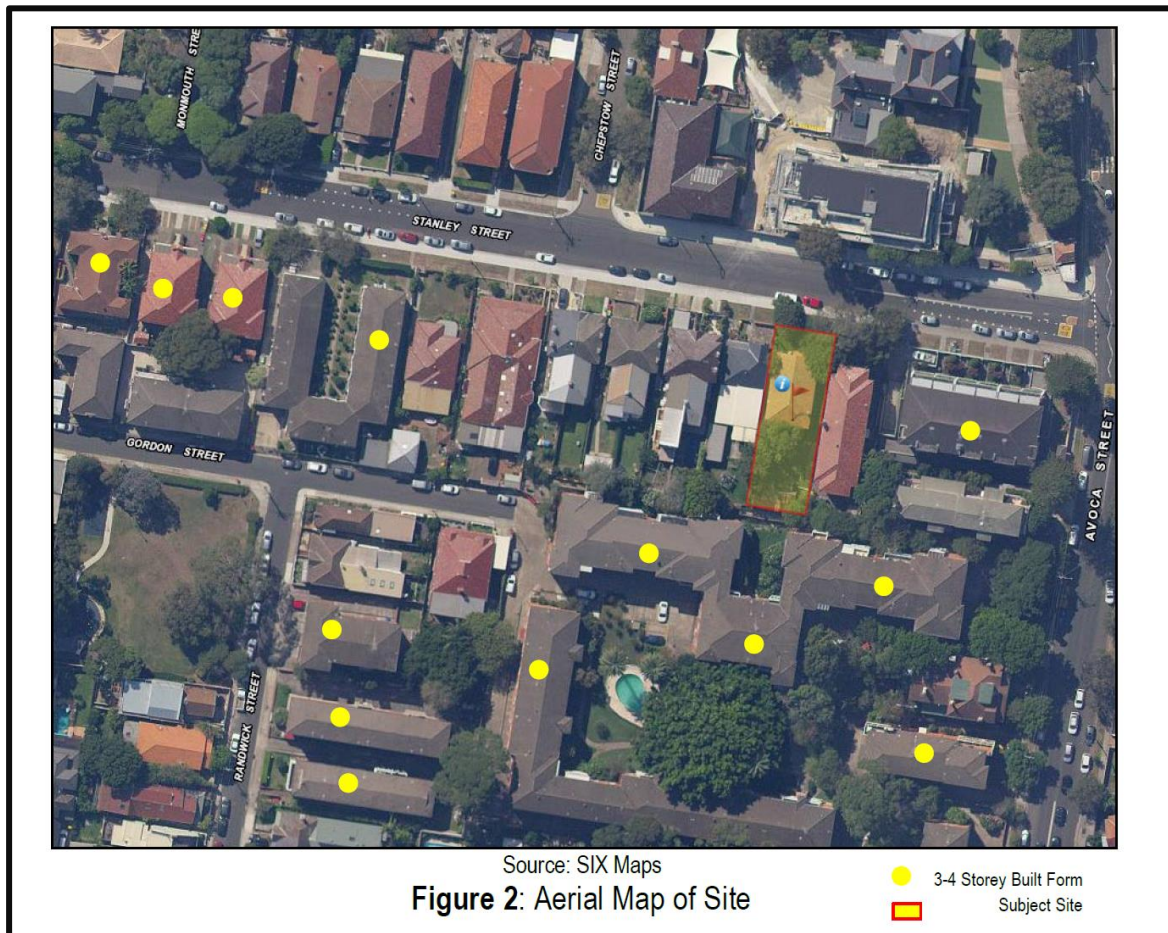 MONMOUTH STRE
CHEPSTOW STREET
STANLEY STREET
GORDON STREET
AVOCA STREET
RANDWICK STREET
Source: SIX Maps
Figure 2: Aerial Map of Site
3-4 Storey Built Form
Subject Site